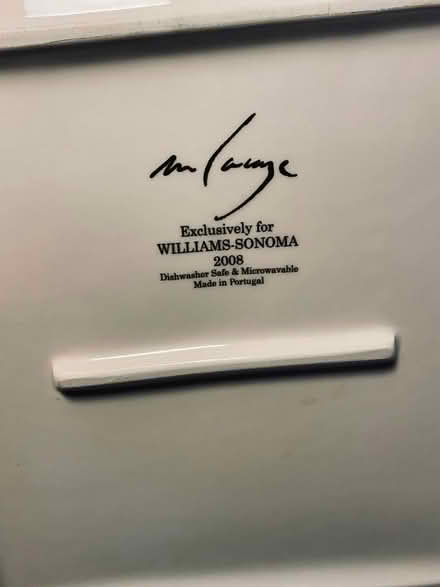 Exclusively for
WILLIAMS-SONOMA
2008
Dishwasher Safe & Microwavable
Made in Portugal